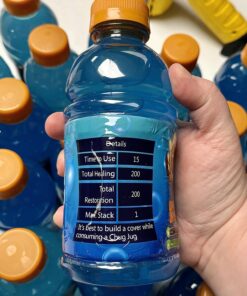 Details
Time to Use 15
Total Healing 200
Total
Restoration 200
Max Stack 1
It's best to build a cover while
consuming a Chug Jug